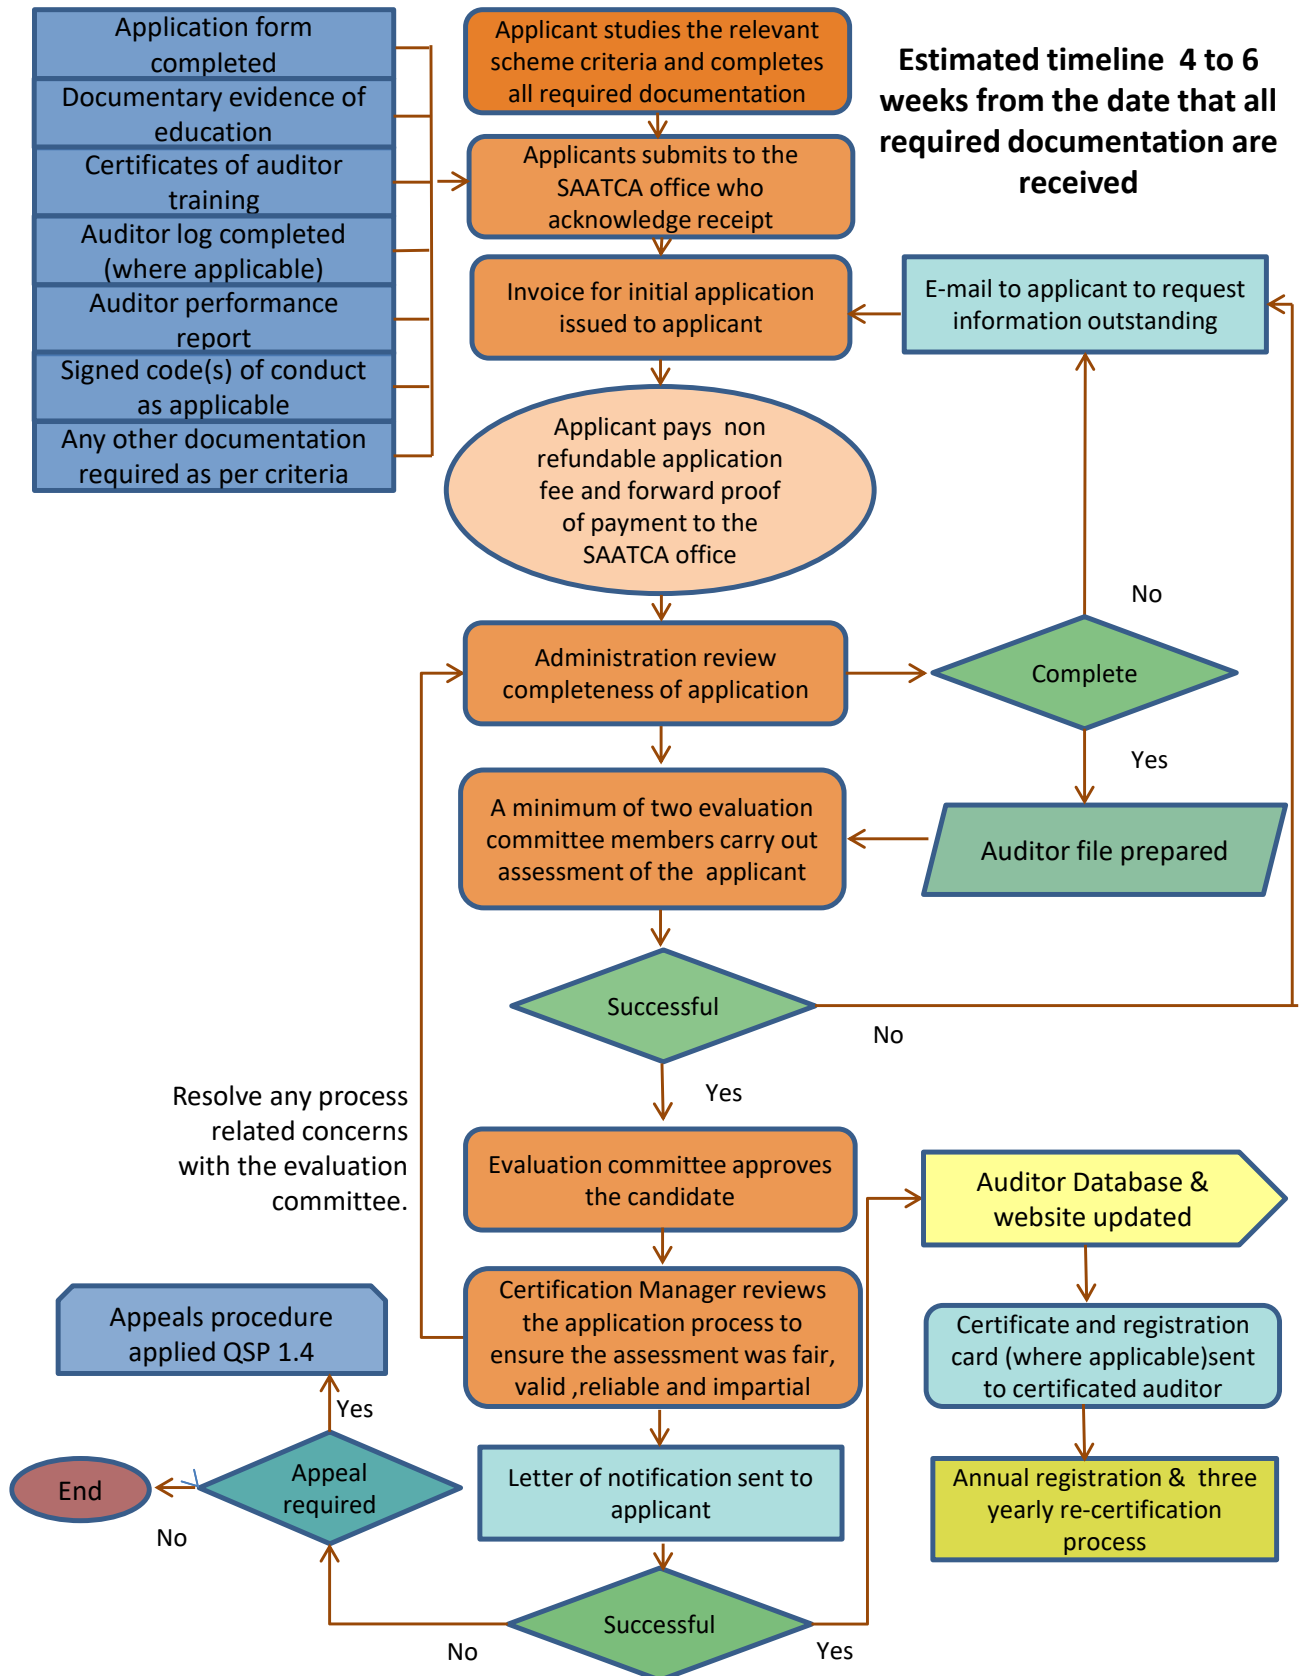 Application form
completed
Documentary evidence of
education
Certificates of auditor
training
Auditor log completed
(where applicable)
Auditor performance
report
Signed code(s) of conduct
as applicable
Any other documentation
required as per criteria
Applicant studies the relevant
scheme criteria and completes
all required documentation
Estimated timeline 4 to 6
weeks from the date that all
required documentation are
received
Applicants submits to the
SAATCA office who
acknowledge receipt
Invoice for initial application
issued to applicant
E-mail to applicant to request
information outstanding
Applicant pays non
refundable application
fee and forward proof
of payment to the
SAATCA office
No
Administration review
completeness of application
Complete
Yes
A minimum of two evaluation
committee members carry out
assessment of the applicant
Auditor file prepared
Successful
No
Yes
Resolve any process
related concerns
with the evaluation
committee.
Evaluation committee approves
the candidate
Auditor Database &
website updated
Certification Manager reviews
the application process to
ensure the assessment was fair,
valid ,reliable and impartial
Appeals procedure
applied QSP 1.4
Certificate and registration
card (where applicable)sent
to certificated auditor
Yes
Letter of notification sent to
applicant
Appeal
required
End
No
Annual registration & three
yearly re-certification
process
Successful
No
Yes